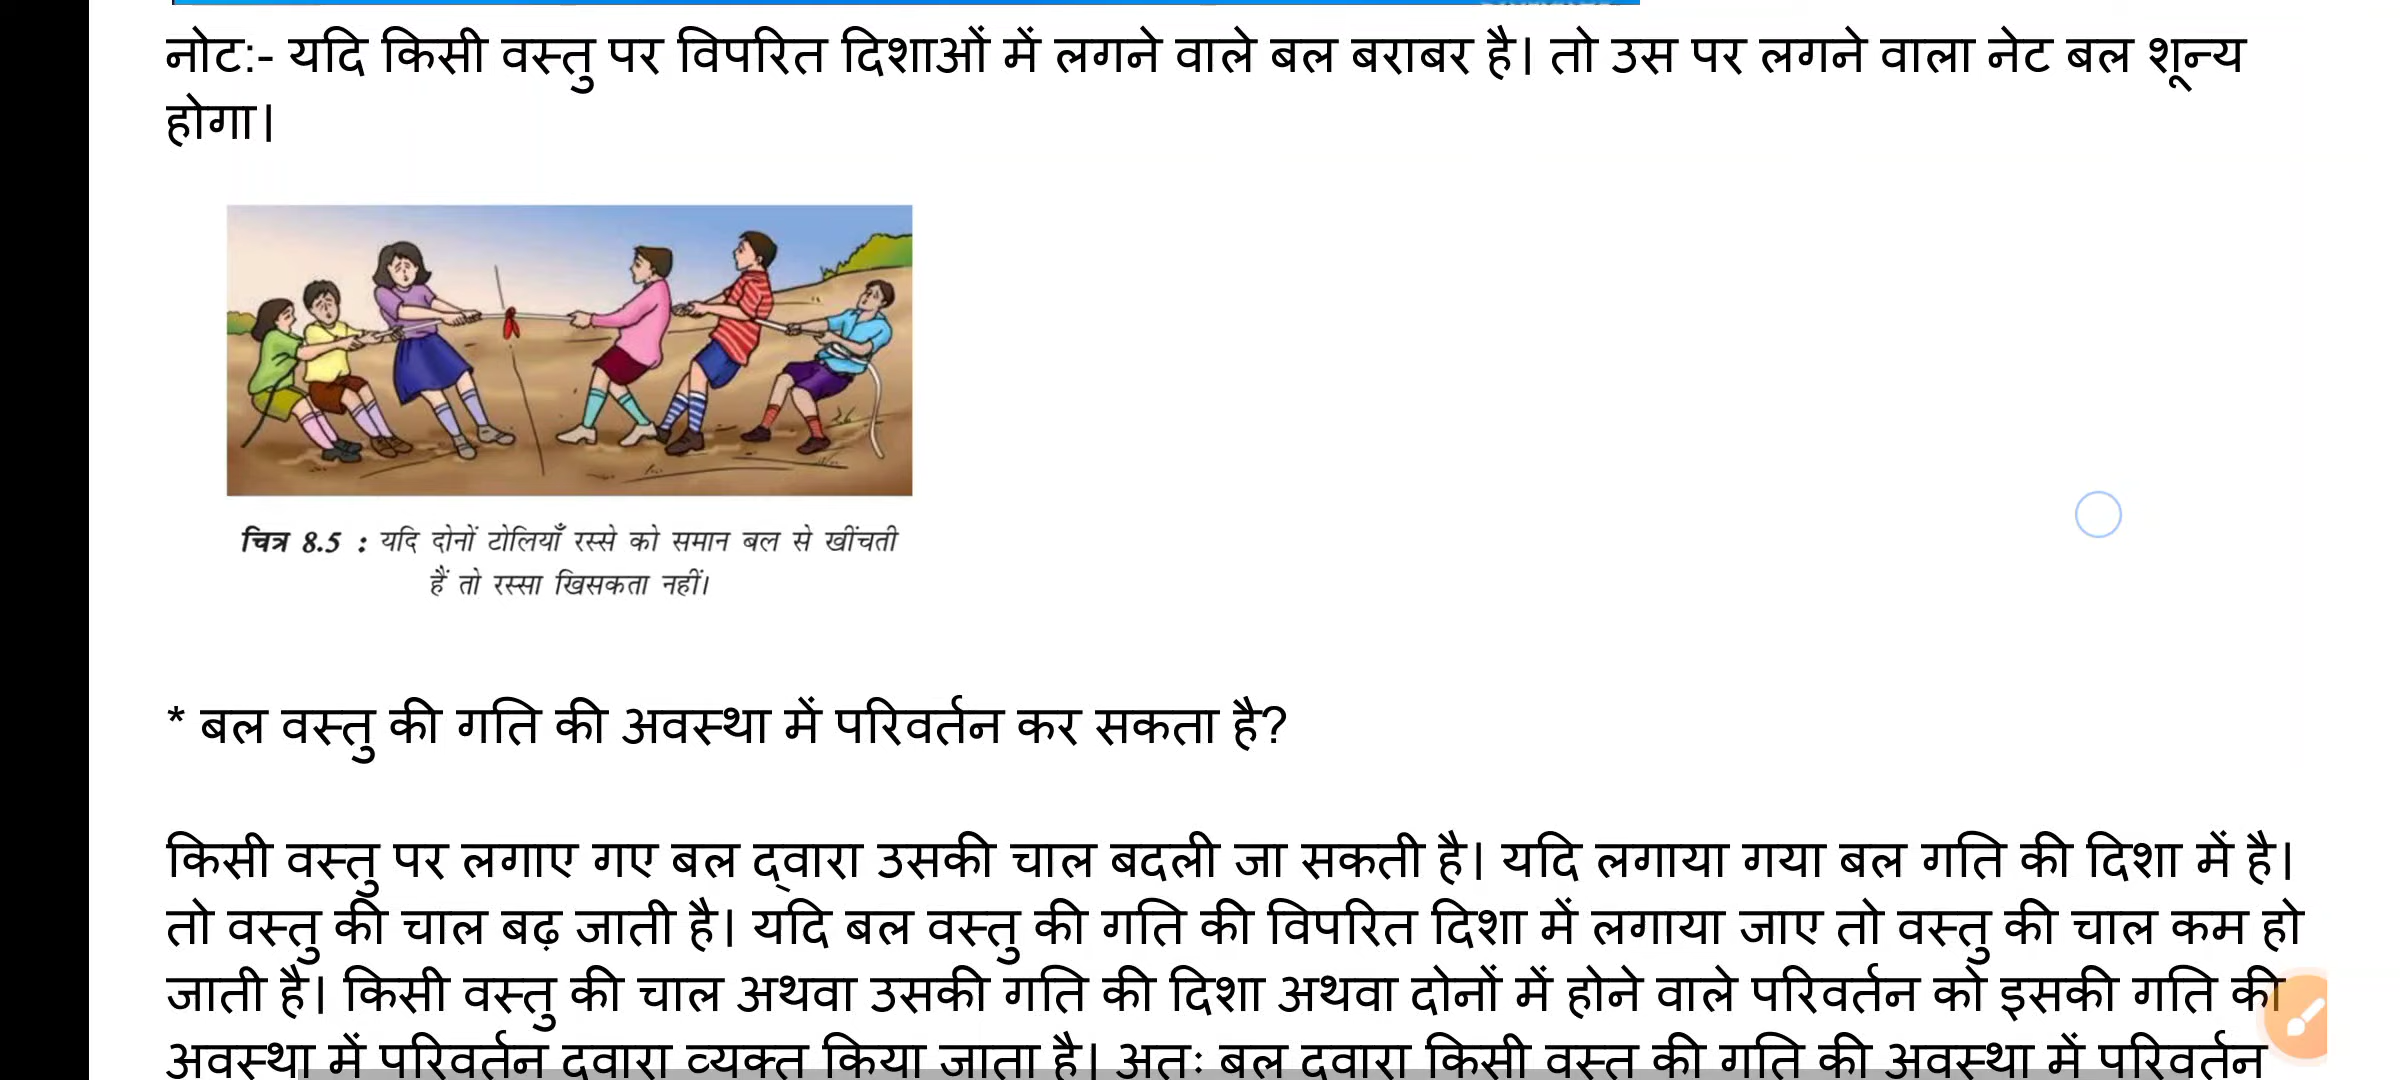 नोट:- यदि किसी वस्तु पर विपरित दिशाओं में लगने वाले बल बराबर है। तो उस पर लगने वाला नेट बल शून्य
होगा।
चित्र 8.5 : यदि दोनों टोलियाँ रस्से को समान बल से खींचती
हैं तो रस्सा खिसकता नहीं।
* बल वस्तु की गति की अवस्था में परिवर्तन कर सकता है?
किसी वस्तु पर लगाए गए बल द्वारा उसकी चाल बदली जा सकती है। यदि लगाया गया बल गति की दिशा में है।
तो वस्तु की चाल बढ़ जाती है। यदि बल वस्तु की गति की विपरित दिशा में लगाया जाए तो वस्तु की चाल कम हो
जाती है। किसी वस्तु की चाल अथवा उसकी गति की दिशा अथवा दोनों में होने वाले परिवर्तन को इसकी गति की
अवस्था में परिवर्तन द्वारा व्यक्त किया जाता है। अतः बल द्वारा किसी वस्तु की गति की अवस्था में परिवर्तन